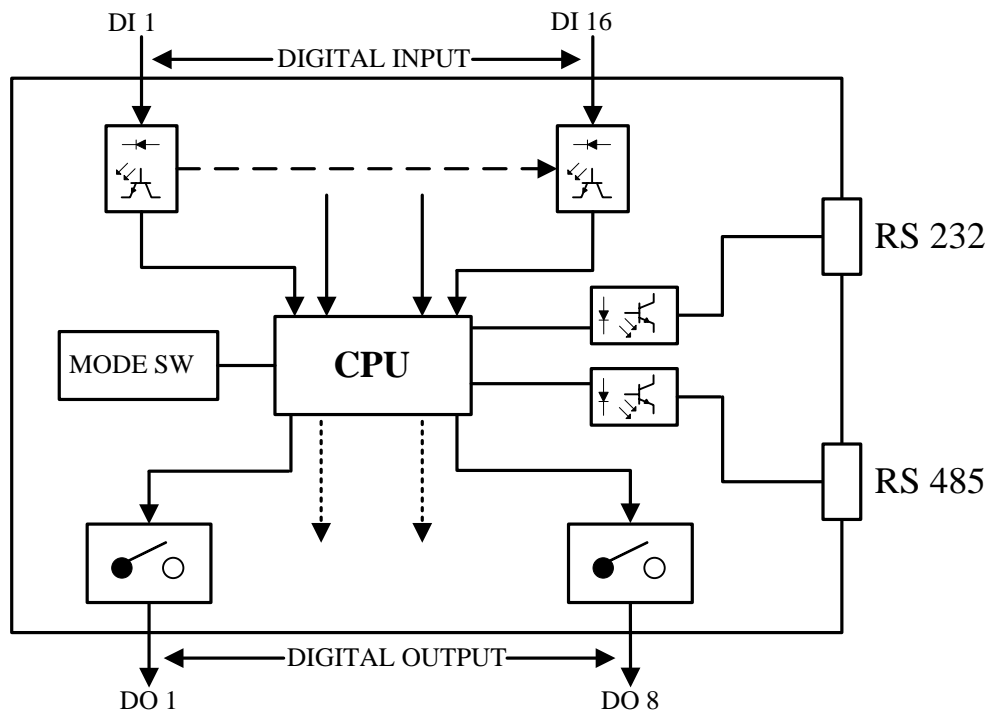 DI 1
DI 16
DIGITAL INPUT
RS 232
MODE SW
CPU
RS 485
DIGITAL OUTPUT
DO 1
DO 8